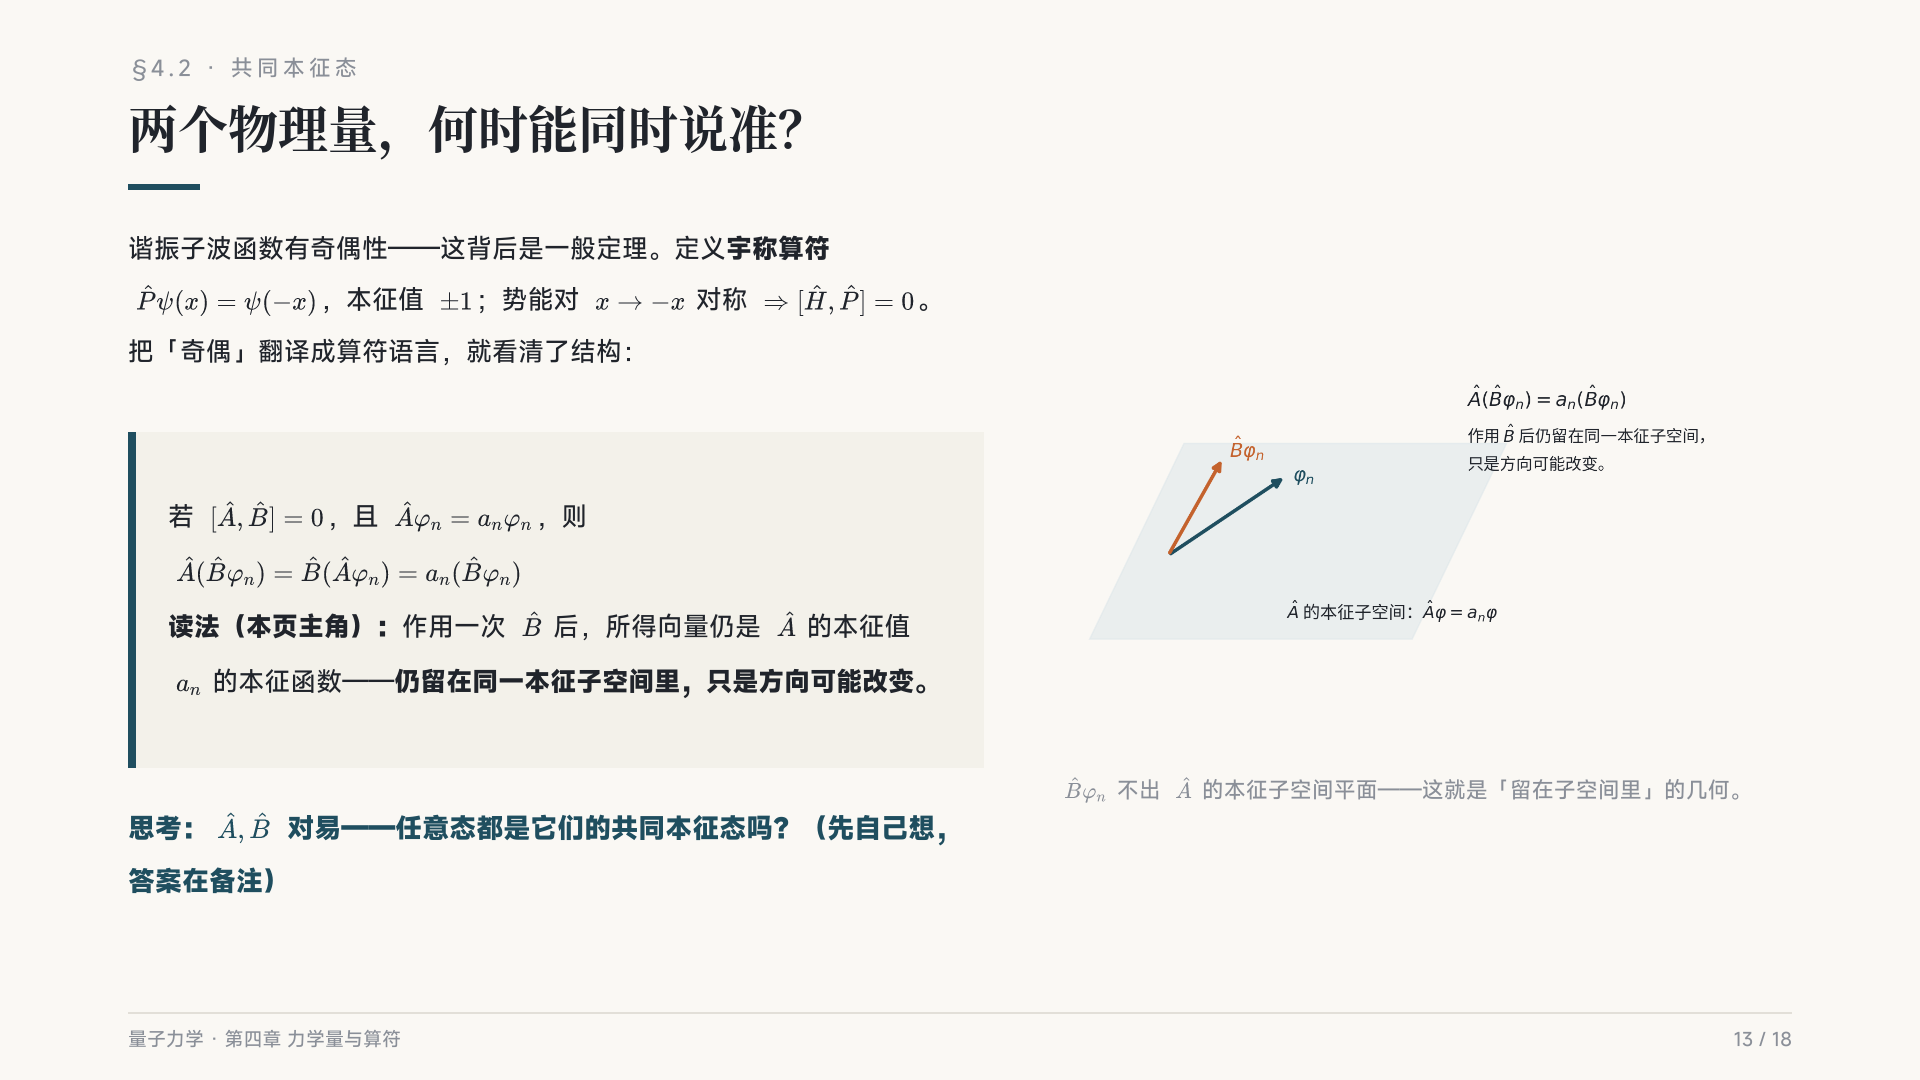 §4.2 · 共同本征态
两个物理量，何时能同时说准？
谐振子波函数有奇偶性——这背后是一般定理。定义宇称算符
P̂ψ(x) = ψ(−x)，本征值 ±1；势能对 x → −x 对称 ⇒ [Ĥ, P̂] = 0。
把「奇偶」翻译成算符语言，就看清了结构：
若 [Â, B̂] = 0，且 Âφₙ = aₙφₙ，则
Â(B̂φₙ) = B̂(Âφₙ) = aₙ(B̂φₙ)
读法（本页主角）：作用一次 B̂ 后，所得向量仍是 Â 的本征值
aₙ 的本征函数——仍留在同一本征子空间里，只是方向可能改变。
思考： Â, B̂ 对易——任意态都是它们的共同本征态吗？（先自己想，
答案在备注）
Â(B̂φₙ) = aₙ(B̂φₙ)
作用 B̂ 后仍留在同一本征子空间，
只是方向可能改变。
B̂φₙ
φₙ
Â 的本征子空间：Âφ = aₙφ
B̂φₙ 不出 Â 的本征子空间平面——这就是「留在子空间里」的几何。
量子力学 · 第四章 力学量与算符
13 / 18